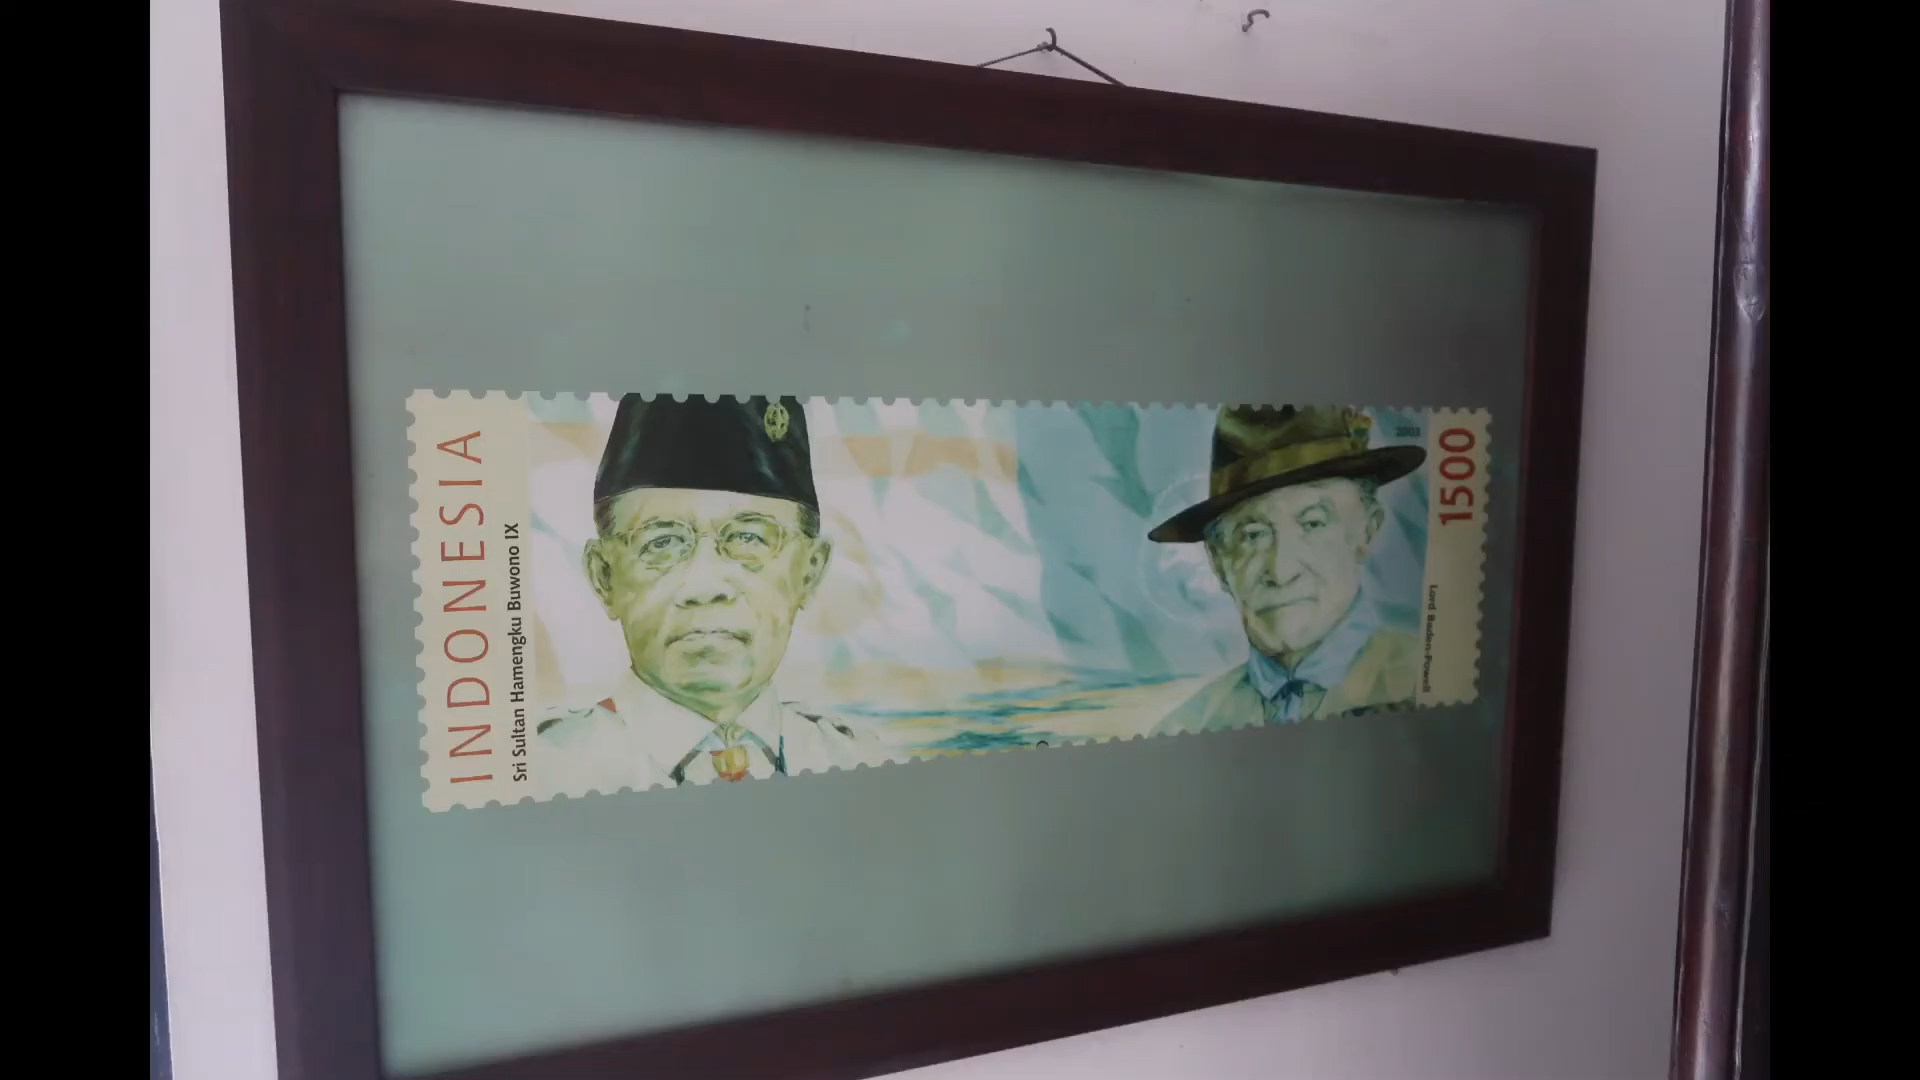 INDONESIA
Sri Sultan Hamengku Buwono IX
2003
1500
Lord Baden-Powell